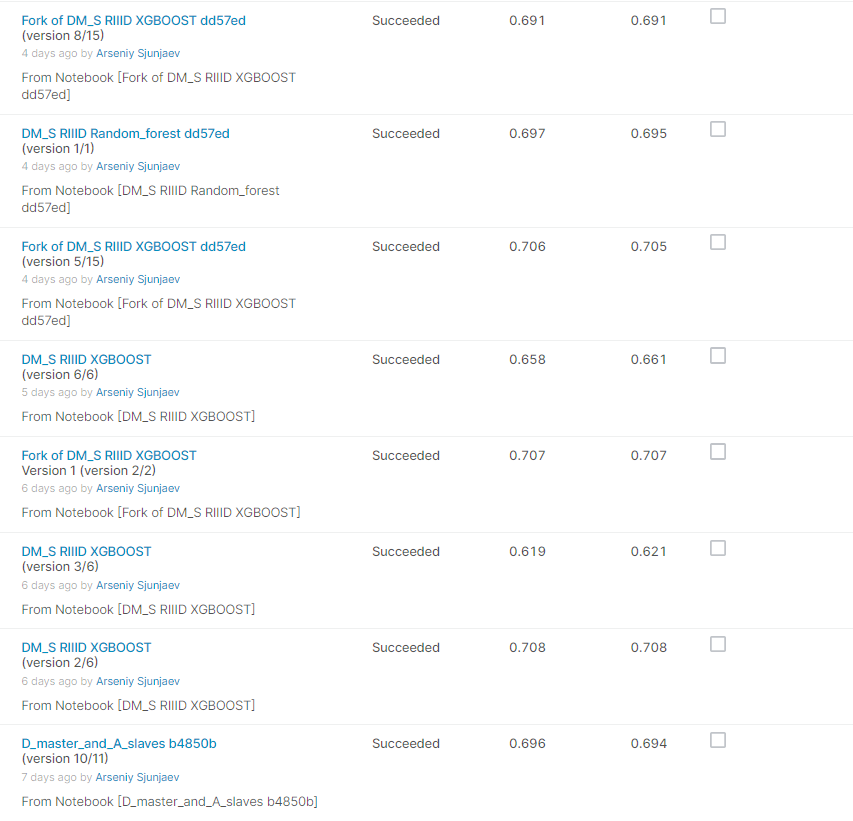 Fork of DM_S RIIID XGBOOST dd57ed Succeeded 0.691 0.691
(version 8/15)
4 days ago by Arseniy Sjunjaev
From Notebook [Fork of DM_S RIIID XGBOOST
dd57ed]
DM_S RIIID Random_forest dd57ed Succeeded 0.697 0.695
(version 1/1)
4 days ago by Arseniy Sjunjaev
From Notebook [DM_S RIIID Random_forest
dd57ed]
Fork of DM_S RIIID XGBOOST dd57ed Succeeded 0.706 0.705
(version 5/15)
4 days ago by Arseniy Sjunjaev
From Notebook [Fork of DM_S RIIID XGBOOST
dd57ed]
DM_S RIIID XGBOOST Succeeded 0.658 0.661
(version 6/6)
5 days ago by Arseniy Sjunjaev
From Notebook [DM_S RIIID XGBOOST]
Fork of DM_S RIIID XGBOOST Succeeded 0.707 0.707
Version 1 (version 2/2)
6 days ago by Arseniy Sjunjaev
From Notebook [Fork of DM_S RIIID XGBOOST]
DM_S RIIID XGBOOST Succeeded 0.619 0.621
(version 3/6)
6 days ago by Arseniy Sjunjaev
From Notebook [DM_S RIIID XGBOOST]
DM_S RIIID XGBOOST Succeeded 0.708 0.708
(version 2/6)
6 days ago by Arseniy Sjunjaev
From Notebook [DM_S RIIID XGBOOST]
D_master_and_A_slaves b4850b Succeeded 0.696 0.694
(version 10/11)
7 days ago by Arseniy Sjunjaev
From Notebook [D_master_and_A_slaves b4850b]